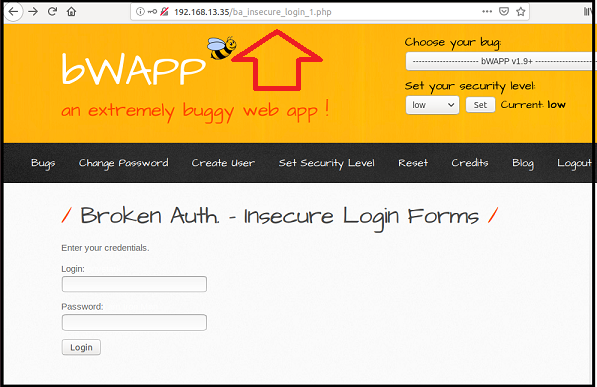 192.168.13.35/ba_insecure_login_1.php
bWAPP
an extremely buggy web app !
Choose your bug:
---------------------- bWAPP v1.9+ ----------------------
Set your security level:
low Set Current: low
Bugs Change Password Create User Set Security Level Reset Credits Blog Logout
/ Broken Auth. - Insecure Login Forms /
Enter your credentials.
Login:
Password:
Login